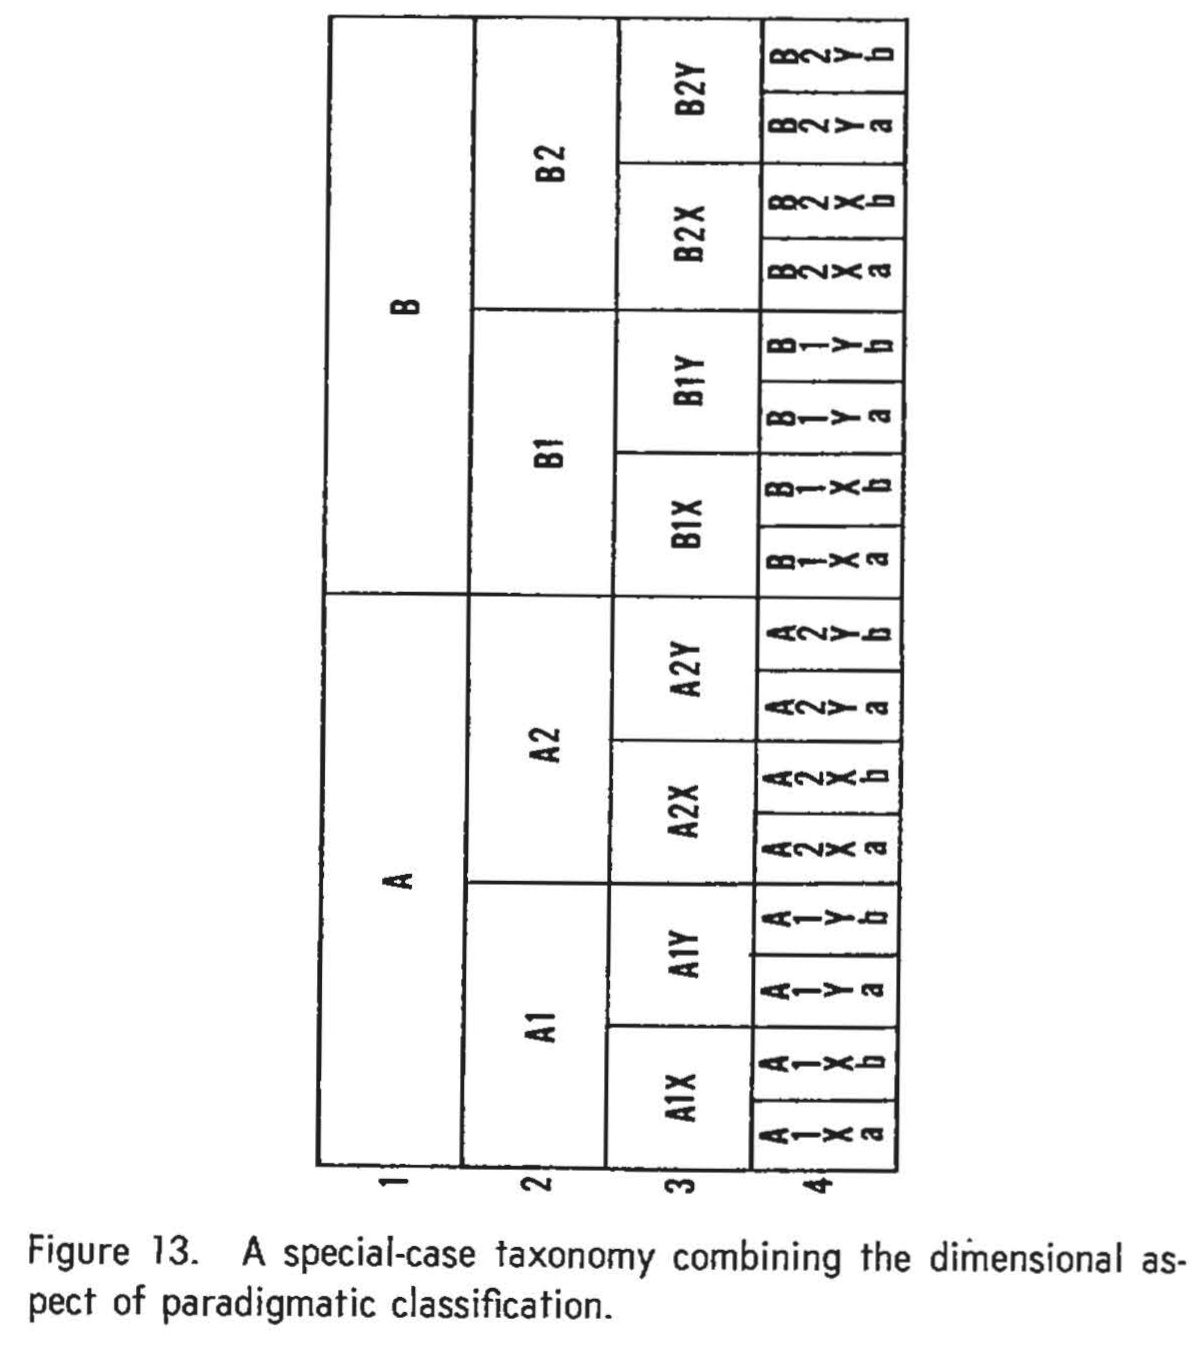 1 A B
2 A1 A2 B1 B2
3 A1X A1Y A2X A2Y B1X B1Y B2X B2Y
4 A1Xa A1Xb A1Ya A1Yb A2Xa A2Xb A2Ya A2Yb B1Xa B1Xb B1Ya B1Yb B2Xa B2Xb B2Ya B2Yb
Figure 13. A special-case taxonomy combining the dimensional as-
pect of paradigmatic classification.